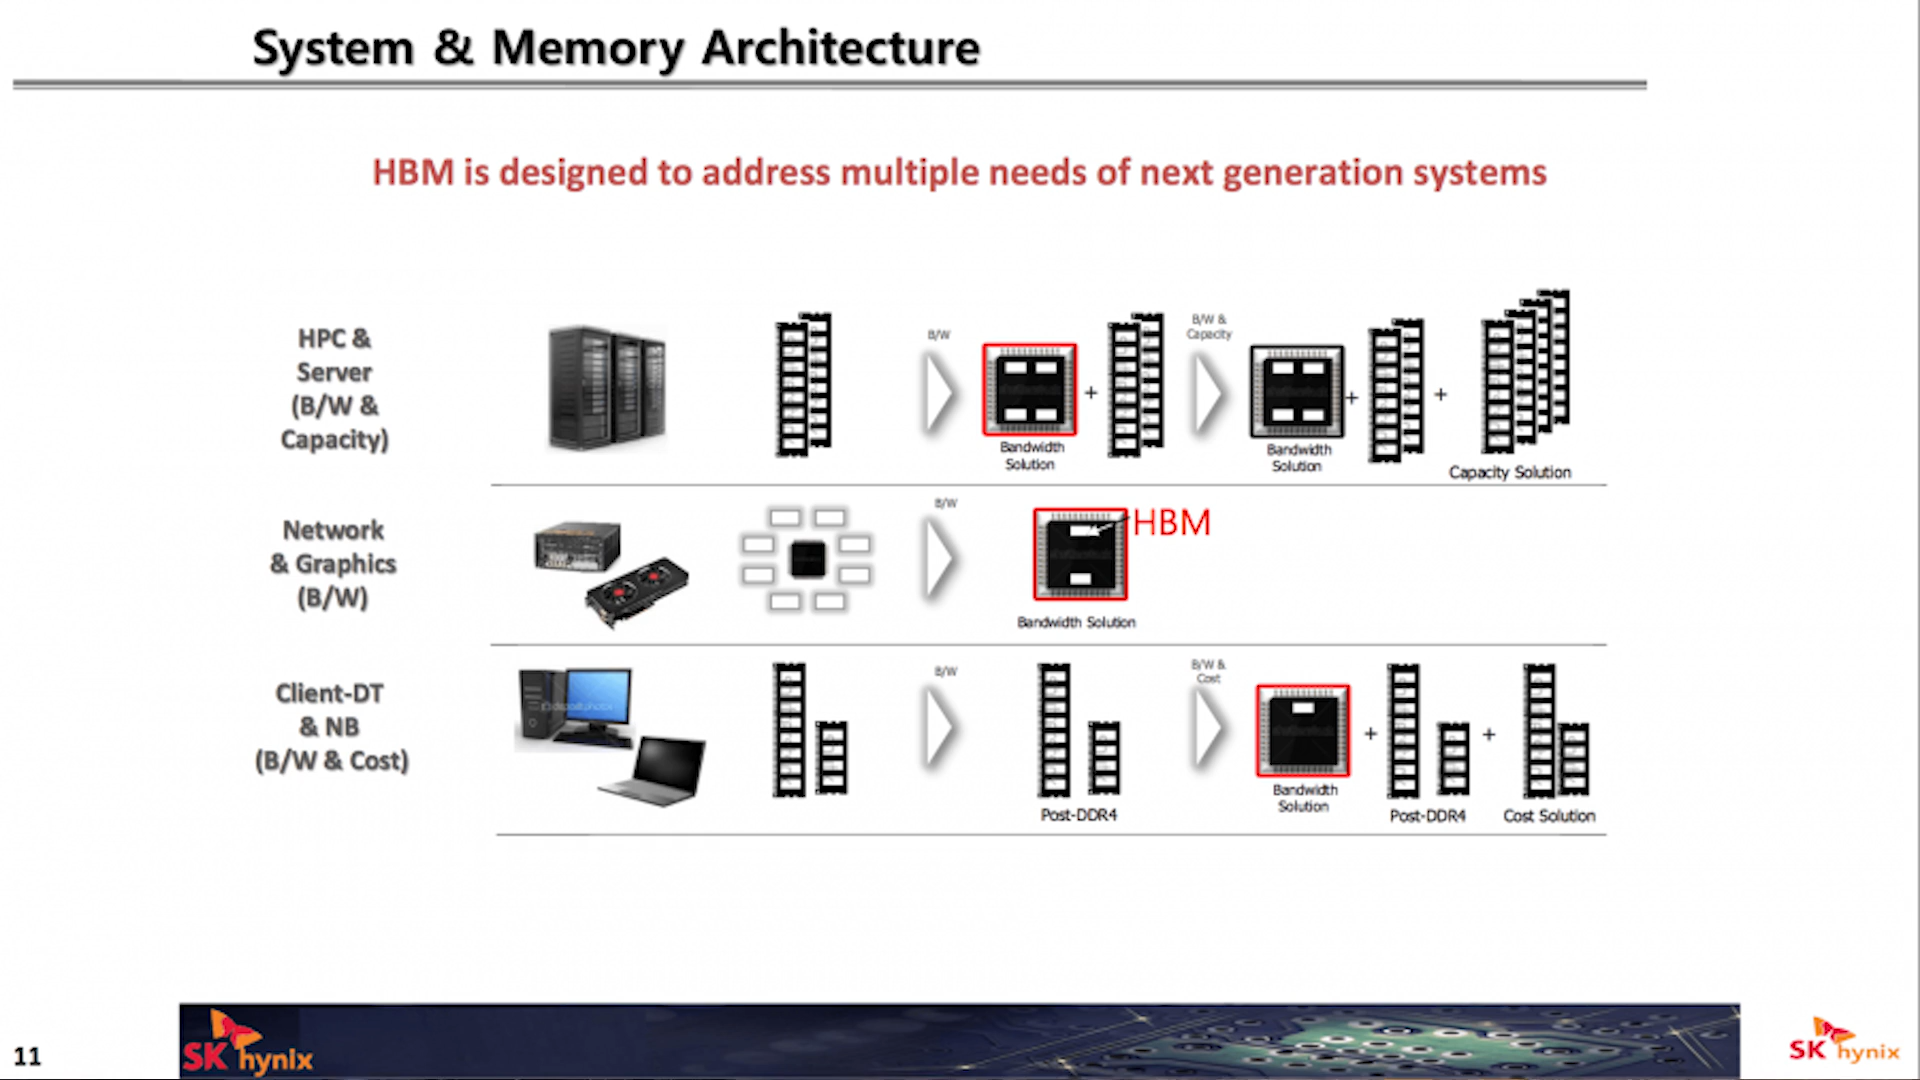 System & Memory Architecture
HBM is designed to address multiple needs of next generation systems
HPC &
Server
(B/W &
Capacity)
B/W
+
Bandwidth
Solution
B/W &
Capacity
+
+
Bandwidth
Solution
Capacity Solution
Network
& Graphics
(B/W)
B/W
HBM
Bandwidth Solution
Client-DT
& NB
(B/W & Cost)
B/W
Post-DDR4
B/W &
Cost
+
+
Bandwidth
Solution
Post-DDR4
Cost Solution
11
SK hynix
SK hynix